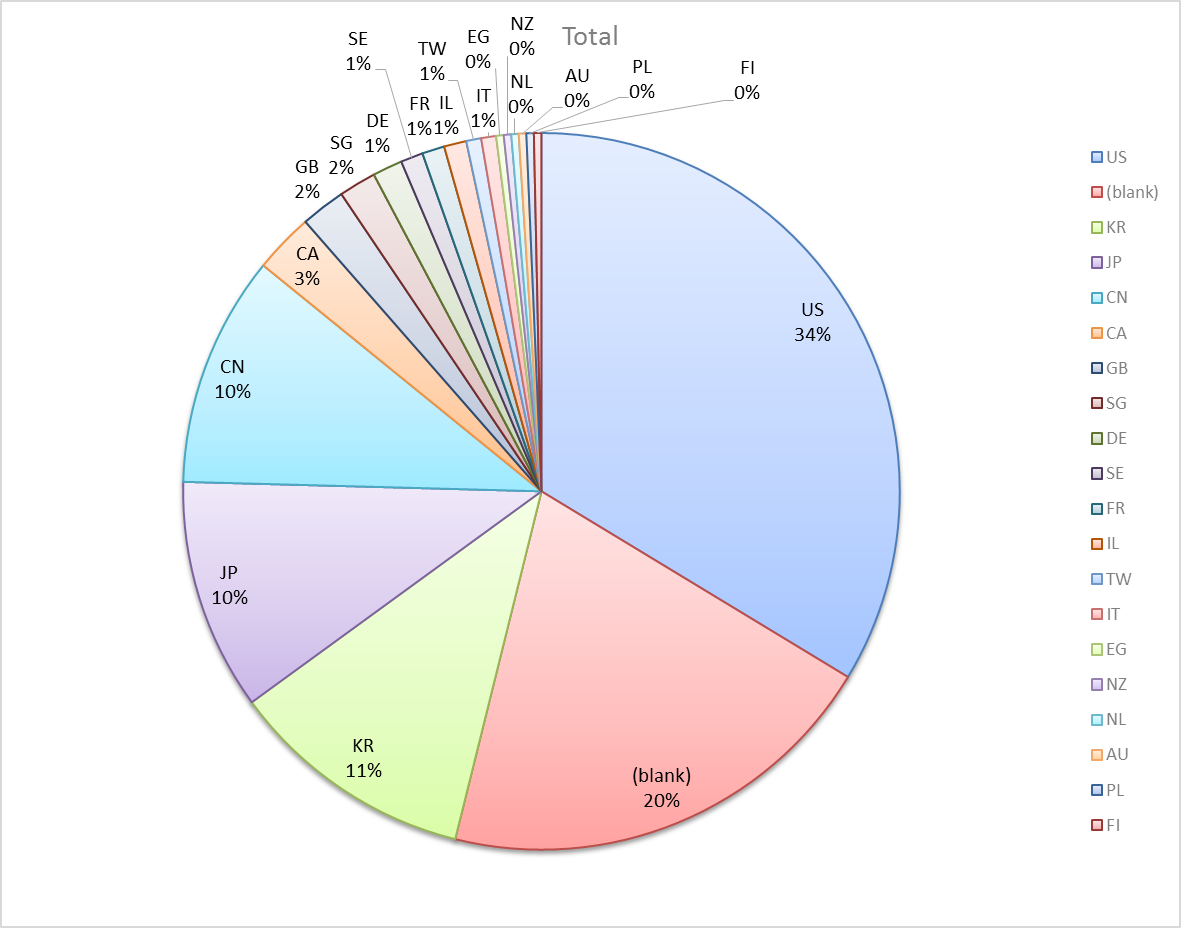 Total
US
34%
(blank)
20%
KR
11%
JP
10%
CN
10%
CA
3%
GB
2%
SG
2%
DE
1%
SE
1%
FR
1%
IL
1%
TW
1%
IT
1%
EG
0%
NZ
0%
NL
0%
AU
0%
PL
0%
FI
0%
US
(blank)
KR
JP
CN
CA
GB
SG
DE
SE
FR
IL
TW
IT
EG
NZ
NL
AU
PL
FI